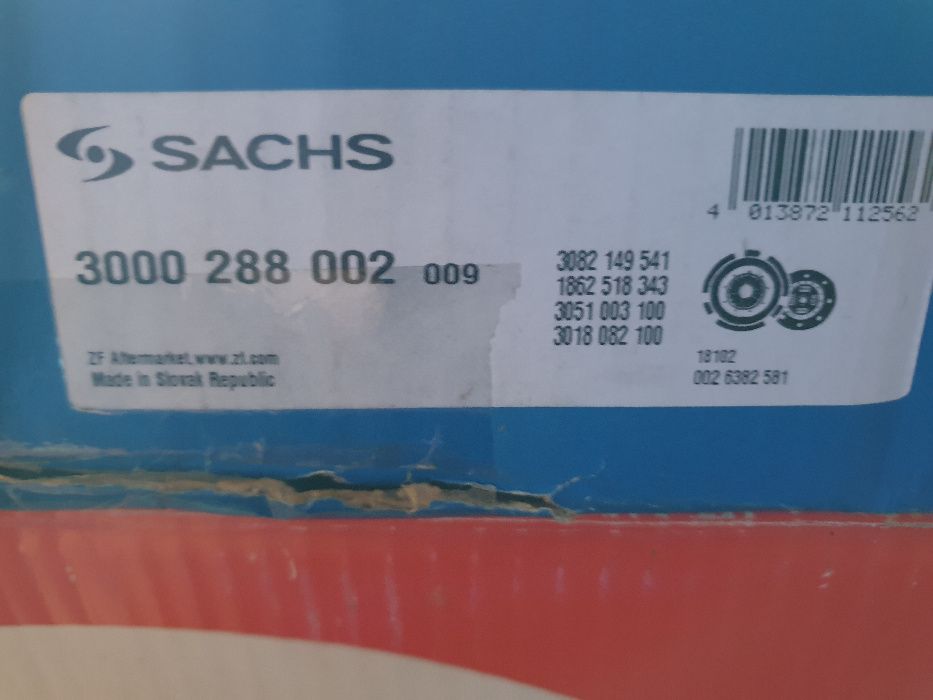 SACHS
4 013872 112562
3000 288 002 009
3082 149 541
1862 518 343
3051 003 100
3018 082 100
ZF Aftermarket, www.zf.com
Made in Slovak Republic
18102
002 6382 581